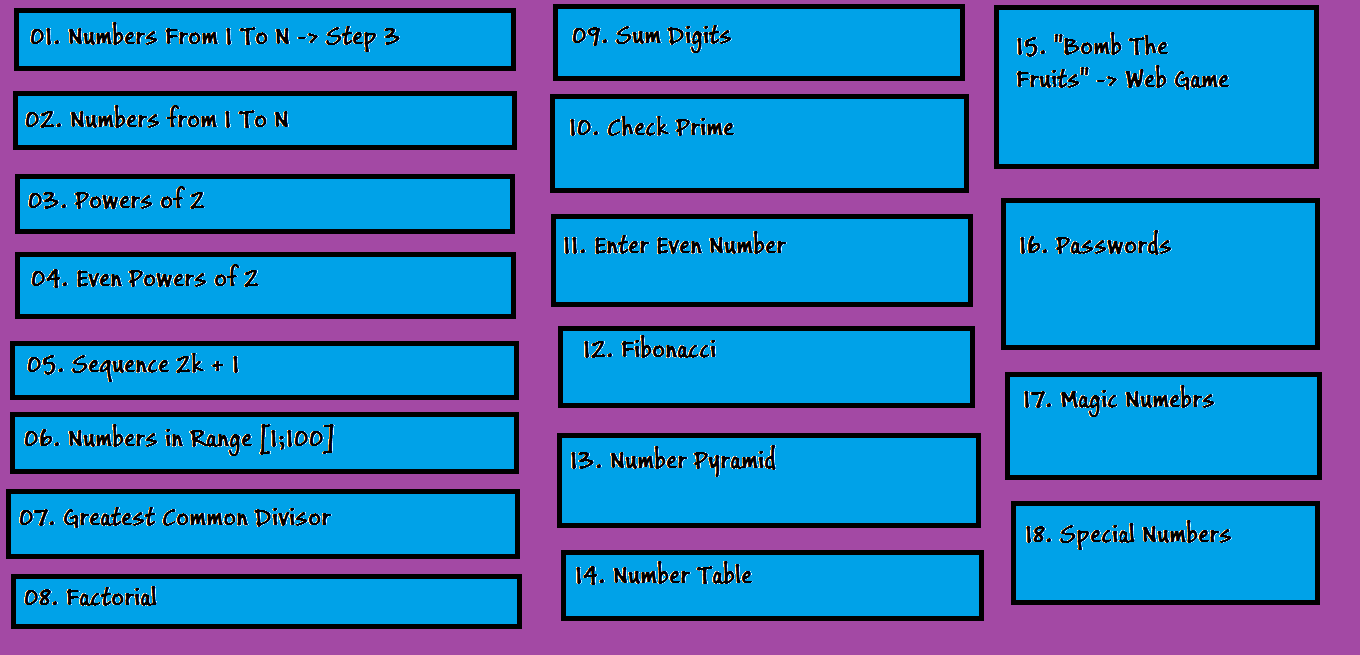 01. Numbers From 1 To N -> Step 3
02. Numbers from 1 To N
03. Powers of 2
04. Even Powers of 2
05. Sequence 2k + 1
06. Numbers in Range [1;100]
07. Greatest Common Divisor
08. Factorial
09. Sum Digits
10. Check Prime
11. Enter Even Number
12. Fibonacci
13. Number Pyramid
14. Number Table
15. "Bomb The
Fruits" -> Web Game
16. Passwords
17. Magic Numebrs
18. Special Numbers